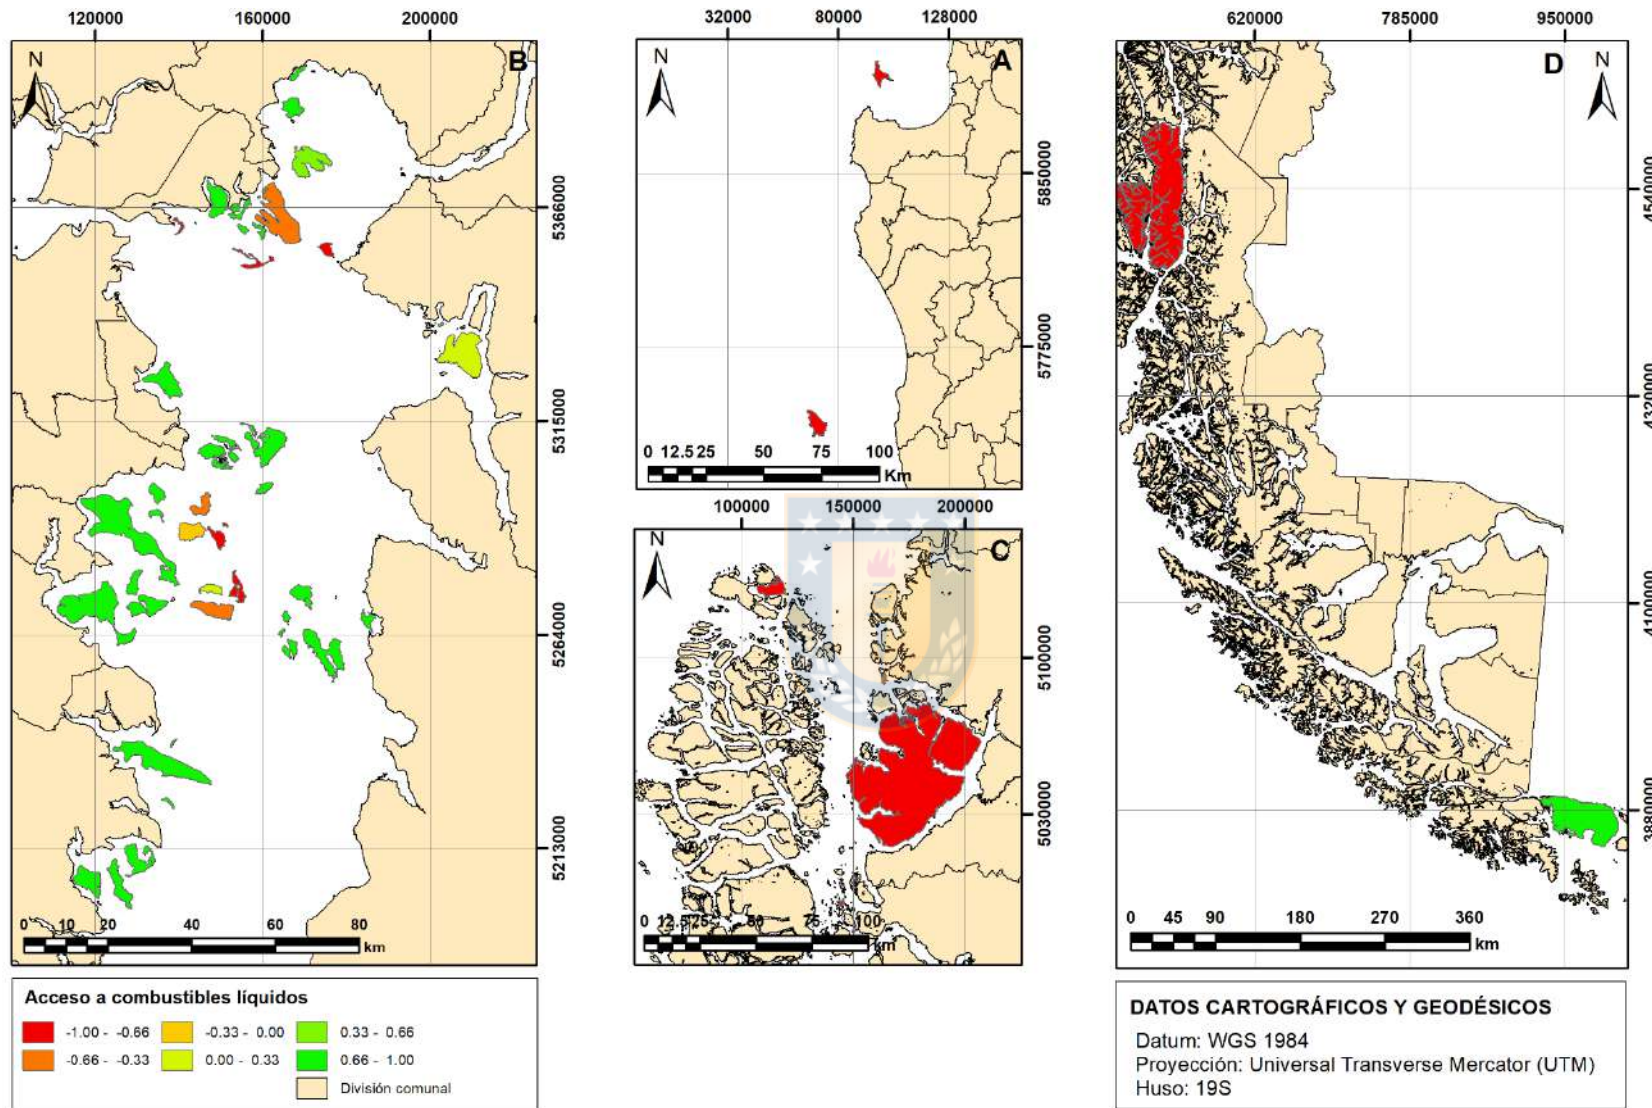 120000 160000 200000
N
B
5366000
5315000
5264000
5213000
0 10 20 40 60 80
km
32000 80000 128000
N
A
5850000
5775000
0 12.5 25 50 75 100
Km
100000 150000 200000
N
C
5100000
5030000
0 12.5 25 50 75 100
km
620000 785000 950000
N
D
4540000
4320000
4100000
3880000
0 45 90 180 270 360
km
Acceso a combustibles líquidos
-1.00 - -0.66
-0.33 - 0.00
0.33 - 0.66
-0.66 - -0.33
0.00 - 0.33
0.66 - 1.00
División comunal
DATOS CARTOGRÁFICOS Y GEODÉSICOS
Datum: WGS 1984
Proyección: Universal Transverse Mercator (UTM)
Huso: 19S